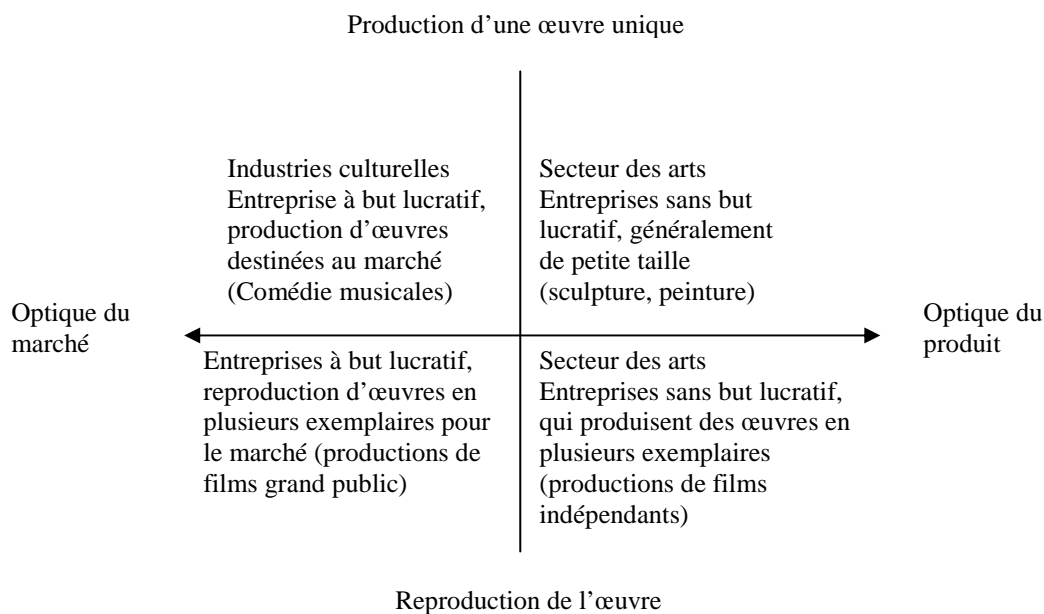 Production d’une œuvre unique
Industries culturelles
Entreprise à but lucratif,
production d’œuvres
destinées au marché
(Comédie musicales)
Secteur des arts
Entreprises sans but
lucratif, généralement
de petite taille
(sculpture, peinture)
Optique du
marché
Optique du
produit
Entreprises à but lucratif,
reproduction d’œuvres en
plusieurs exemplaires pour
le marché (productions de
films grand public)
Secteur des arts
Entreprises sans but lucratif,
qui produisent des œuvres en
plusieurs exemplaires
(productions de films
indépendants)
Reproduction de l’œuvre